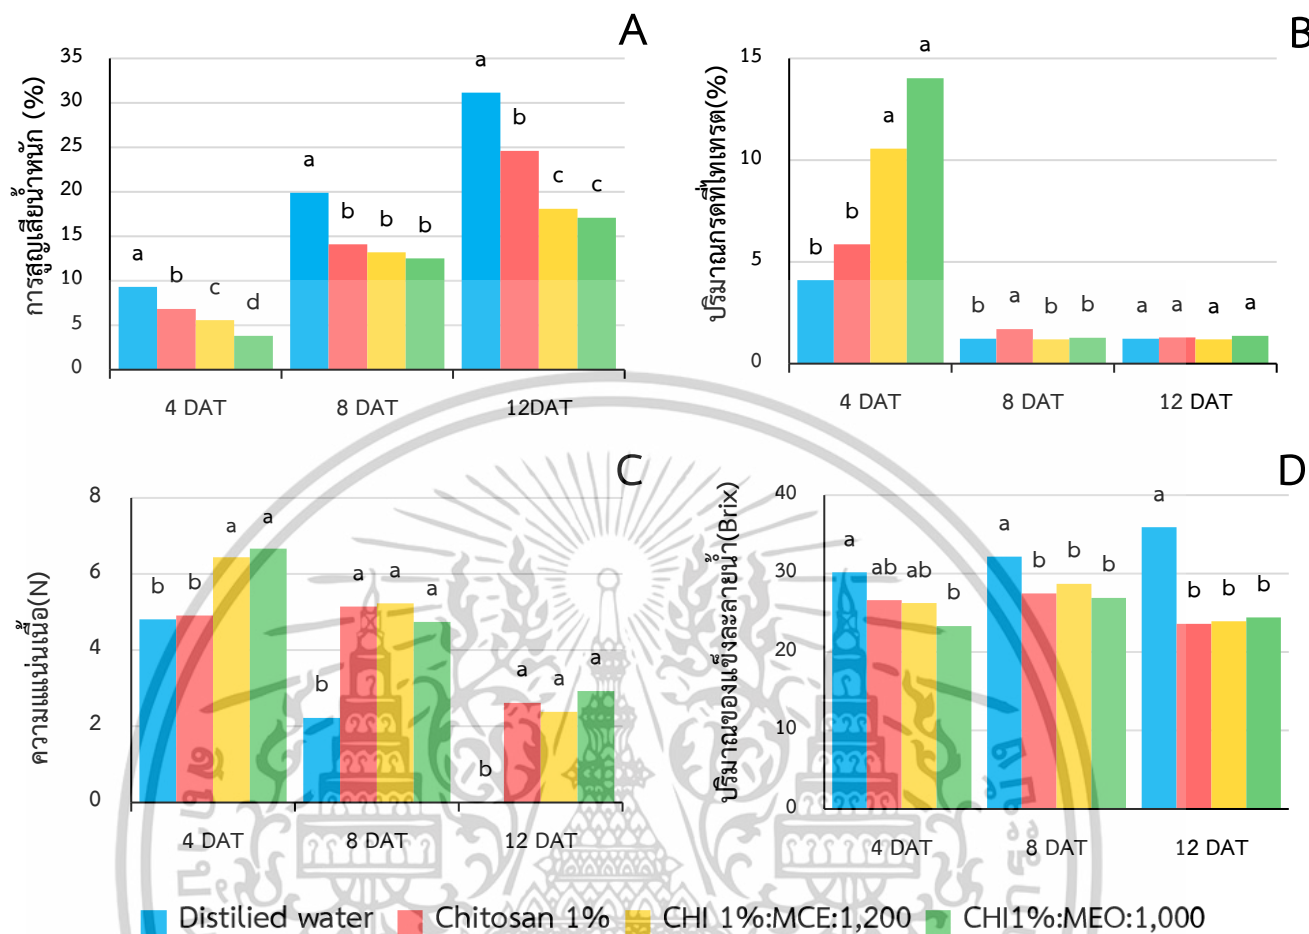 A
การสูญเสียน้ำหนัก (%)
35
30
25
20
15
10
5
0
a b c d
a b b b
a b c c
4 DAT 8 DAT 12DAT
B
ปริมาณกรดที่ไทเทรต(%)
15
10
5
0
b b a a
b a b b
a a a a
4 DAT 8 DAT 12 DAT
C
ความแน่นเนื้อ(N)
8
6
4
2
0
b b a a
b a a a
b a a a
4 DAT 8 DAT 12 DAT
D
ปริมาณของแข็งละลายน้ำ(Brix)
40
30
20
10
0
a ab ab b
a b b b
a b b b
4 DAT 8 DAT 12 DAT
Distilied water Chitosan 1% CHI 1%:MCE:1,200 CHI1%:MEO:1,000